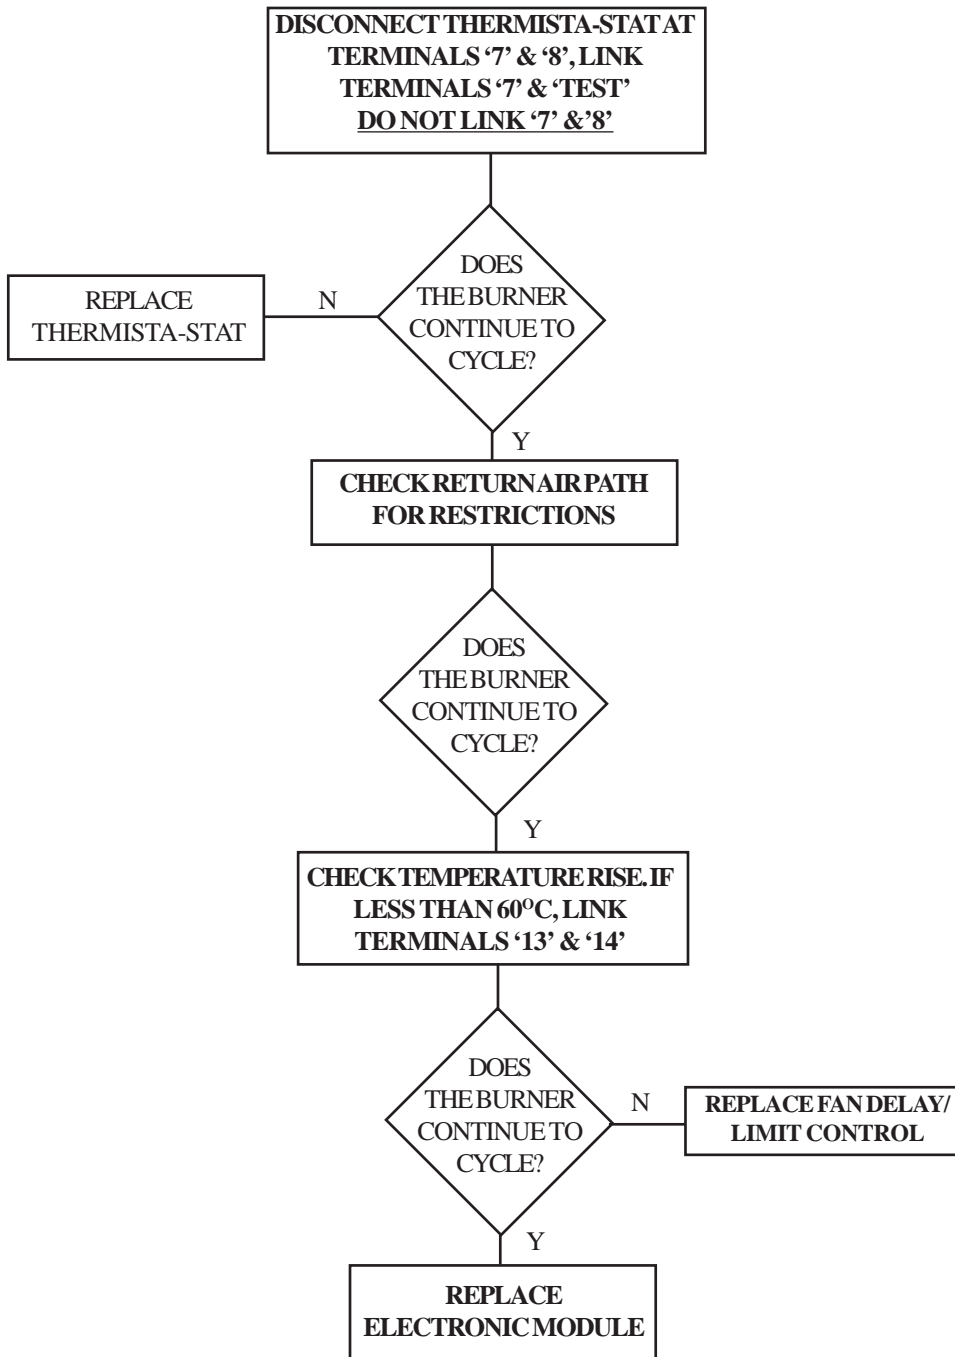 DISCONNECT THERMISTA-STAT AT
TERMINALS ‘7’ & ‘8’, LINK
TERMINALS ‘7’ & ‘TEST’
DO NOT LINK ‘7’ &’8’
DOES
THE BURNER
CONTINUE TO
CYCLE?
N
REPLACE
THERMISTA-STAT
Y
CHECK RETURN AIR PATH
FOR RESTRICTIONS
DOES
THE BURNER
CONTINUE TO
CYCLE?
Y
CHECK TEMPERATURE RISE. IF
LESS THAN 60°C, LINK
TERMINALS ‘13’ & ‘14’
DOES
THE BURNER
CONTINUE TO
CYCLE?
N
REPLACE FAN DELAY/
LIMIT CONTROL
Y
REPLACE
ELECTRONIC MODULE